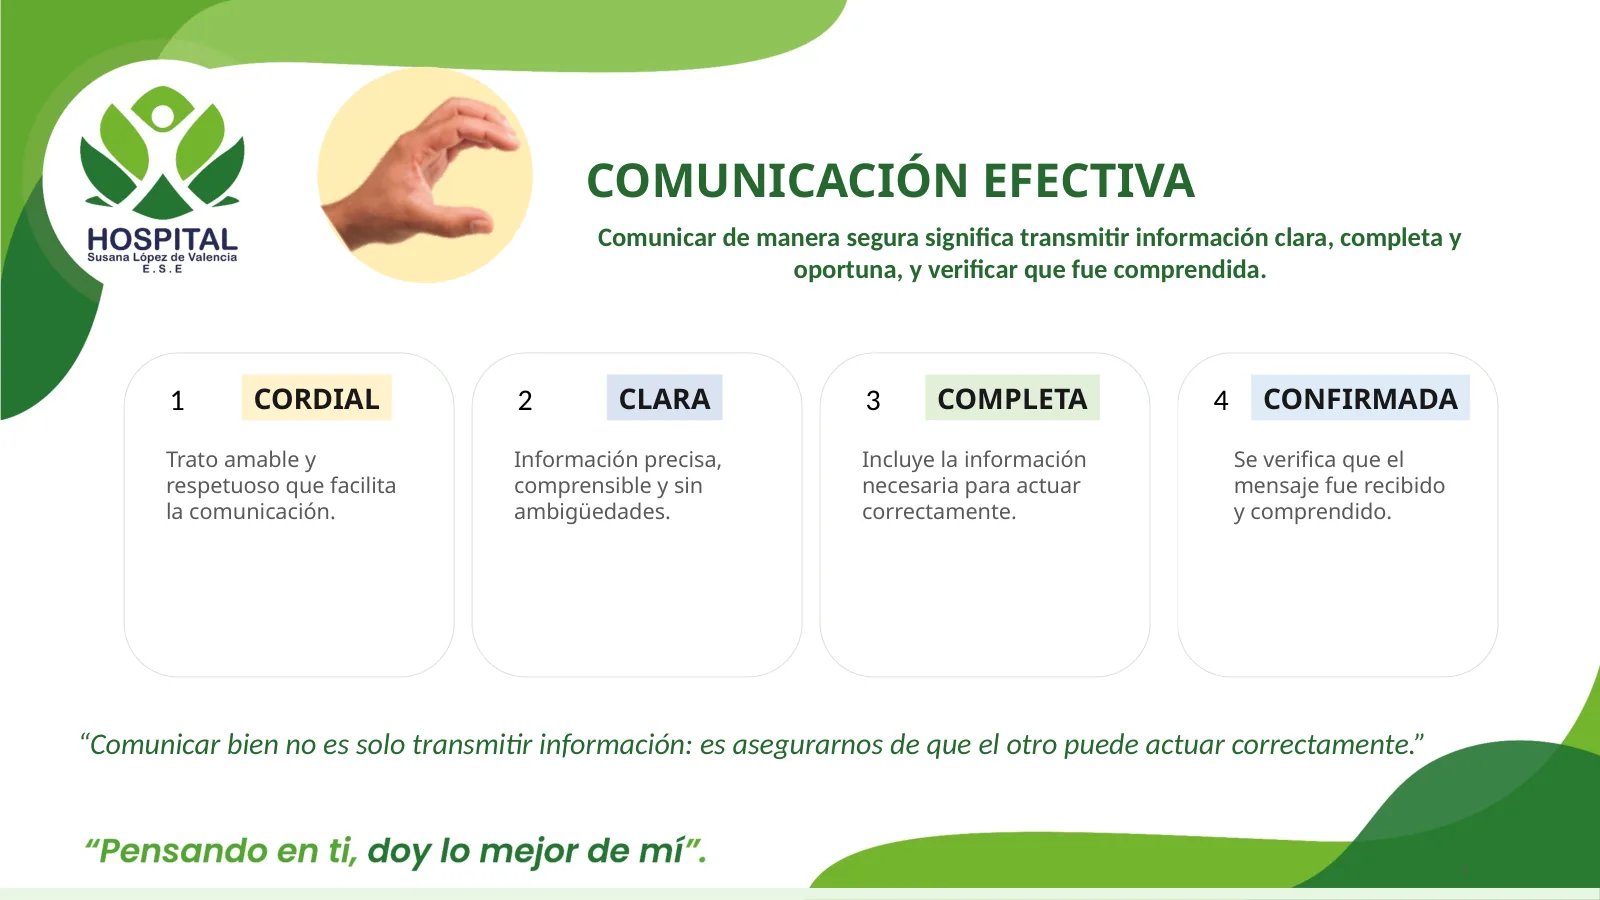 HOSPITAL
Susana López de Valencia
E.S.E
COMUNICACIÓN EFECTIVA
Comunicar de manera segura significa transmitir información clara, completa y
oportuna, y verificar que fue comprendida.
1 CORDIAL
Trato amable y
respetuoso que facilita
la comunicación.
2 CLARA
Información precisa,
comprensible y sin
ambigüedades.
3 COMPLETA
Incluye la información
necesaria para actuar
correctamente.
4 CONFIRMADA
Se verifica que el
mensaje fue recibido
y comprendido.
“Comunicar bien no es solo transmitir información: es asegurarnos de que el otro puede actuar correctamente.”
“Pensando en ti, doy lo mejor de mí”.